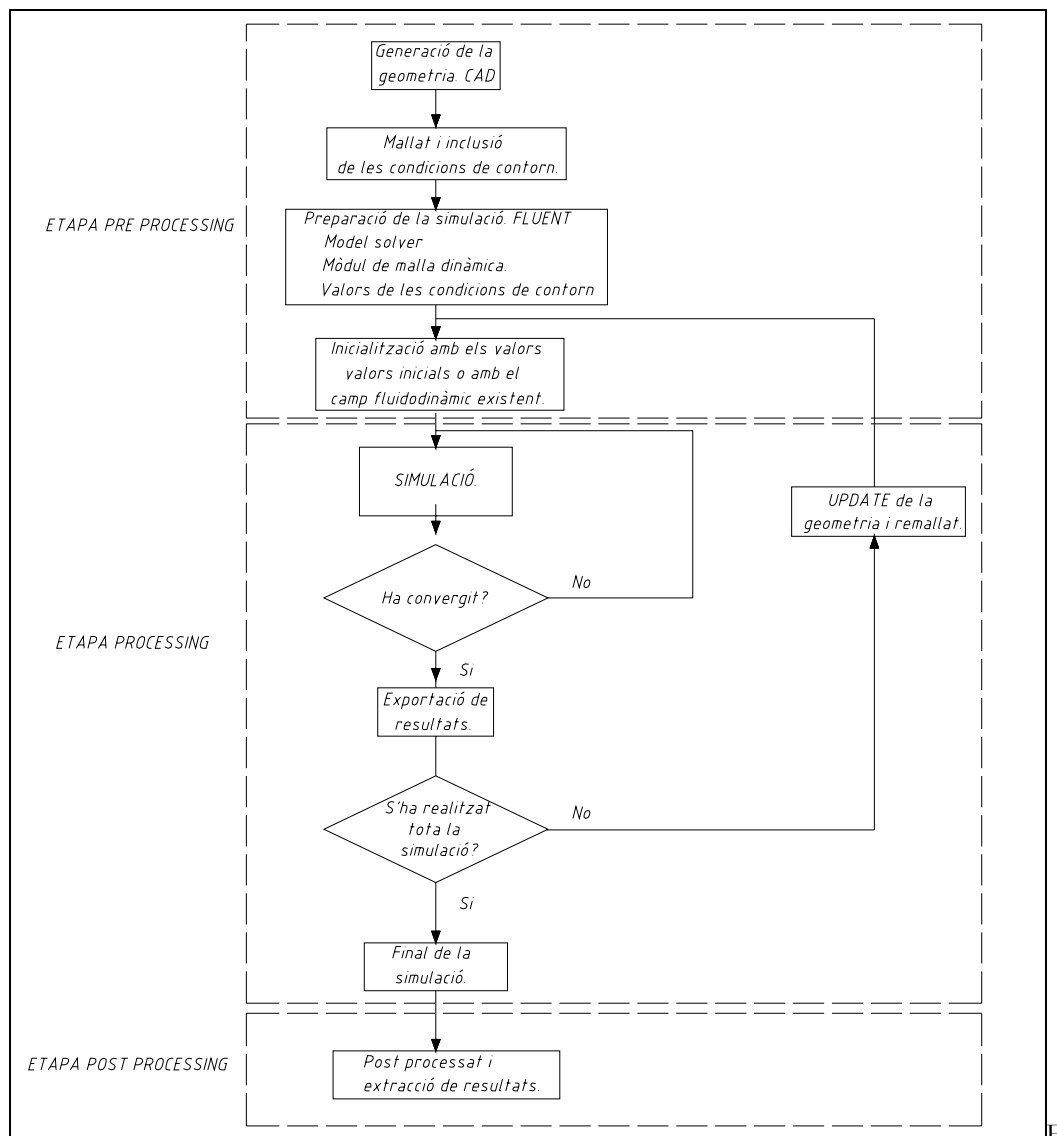 Generació de la
geometria. CAD
Mallat i inclusió
de les condicions de contorn.
ETAPA PRE PROCESSING
Preparació de la simulació. FLUENT
Model solver
Mòdul de malla dinàmica.
Valors de les condicions de contorn
Inicialització amb els valors
valors inicials o amb el
camp fluidodinàmic existent.
SIMULACIÓ.
UPDATE de la
geometria i remallat.
Ha convergit?
No
ETAPA PROCESSING
Si
Exportació de
resultats.
S'ha realitzat
tota la
simulació?
No
Si
Final de la
simulació.
ETAPA POST PROCESSING
Post processat i
extracció de resultats.